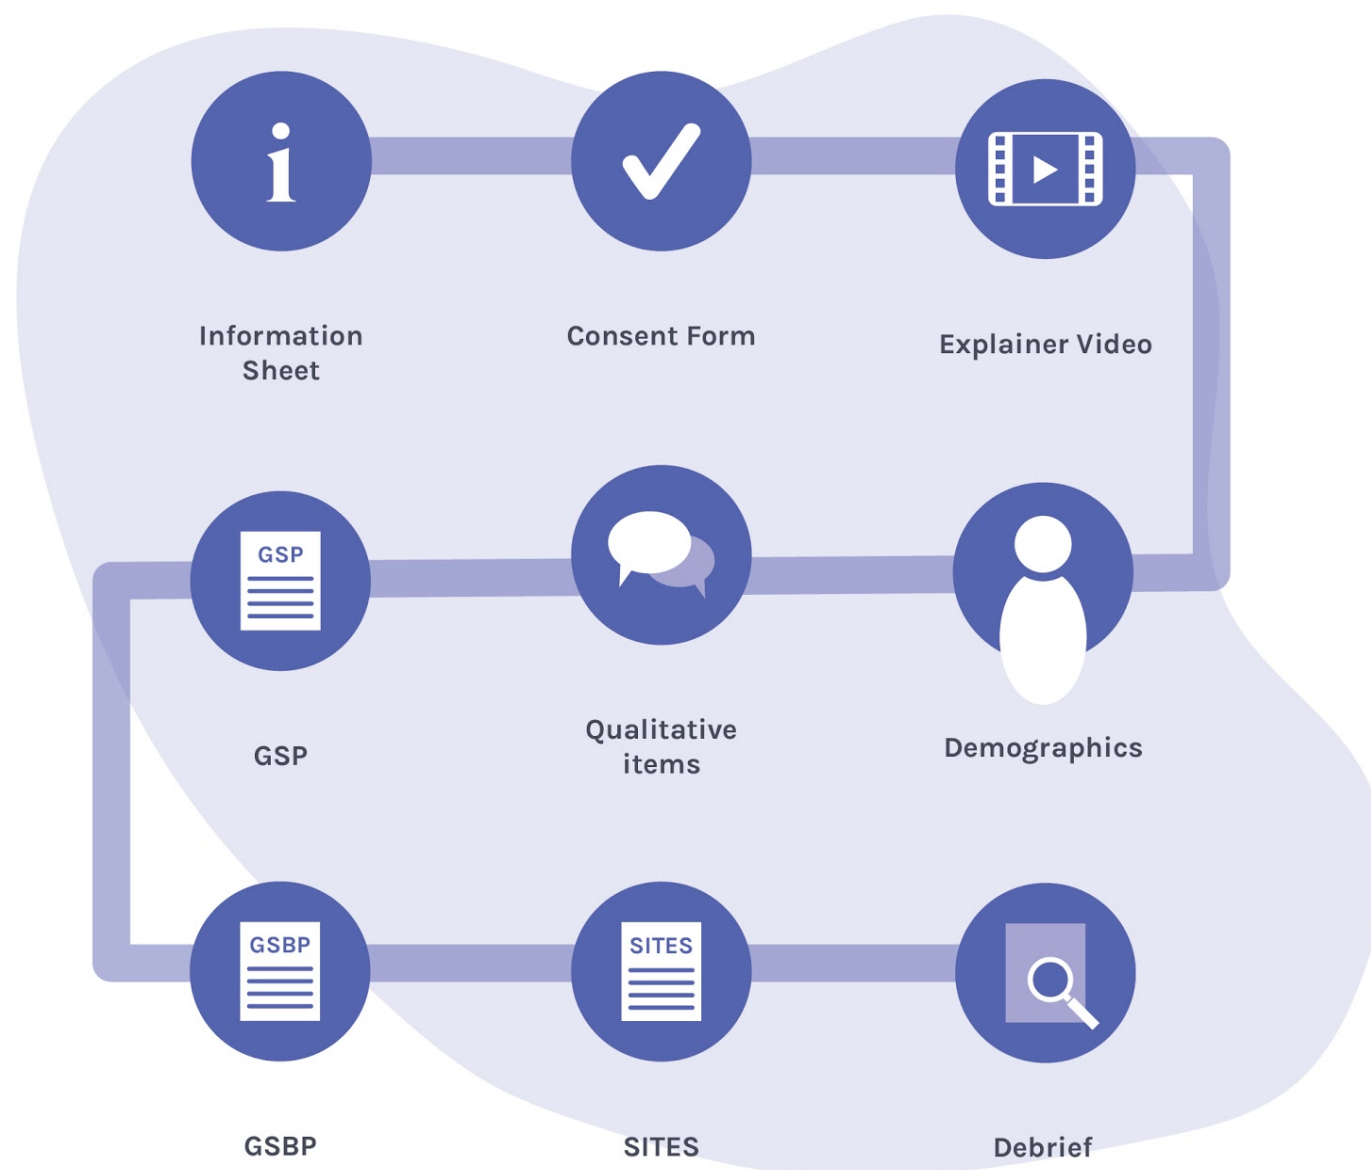 i
Information
Sheet
Consent Form
Explainer Video
GSP
GSP
Qualitative
items
Demographics
GSBP
GSBP
SITES
SITES
Debrief